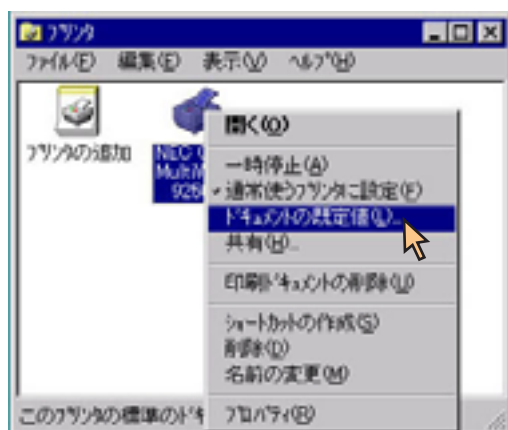 プリンタ
ファイル(F) 編集(E) 表示(V) ヘルプ(H)
プリンタの追加
NEC
MultiW
926
開く(O)
一時停止(A)
通常使うプリンタに設定(F)
ドキュメントの既定値(L)...
共有(H)...
印刷ドキュメントの削除(U)
ショートカットの作成(S)
削除(D)
名前の変更(M)
プロパティ(R)
このプリンタの標準のドキ